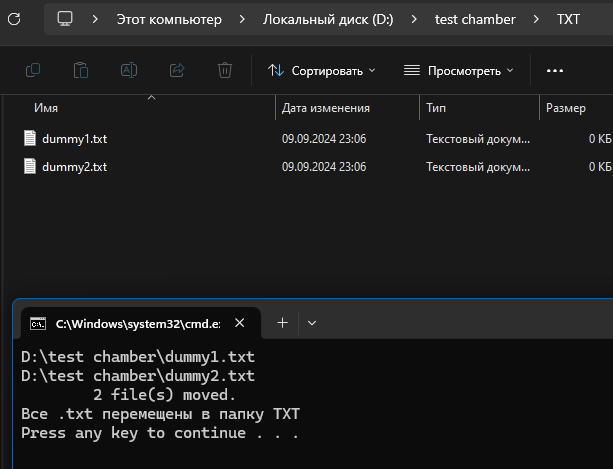 Этот компьютер > Локальный диск (D:) > test chamber > TXT
Сортировать Просмотреть •••
Имя Дата изменения Тип Размер
dummy1.txt 09.09.2024 23:06 Текстовый докум... 0 КБ
dummy2.txt 09.09.2024 23:06 Текстовый докум... 0 КБ
C:\Windows\system32\cmd.e
D:\test chamber\dummy1.txt
D:\test chamber\dummy2.txt
2 file(s) moved.
Все .txt перемещены в папку TXT
Press any key to continue . . .